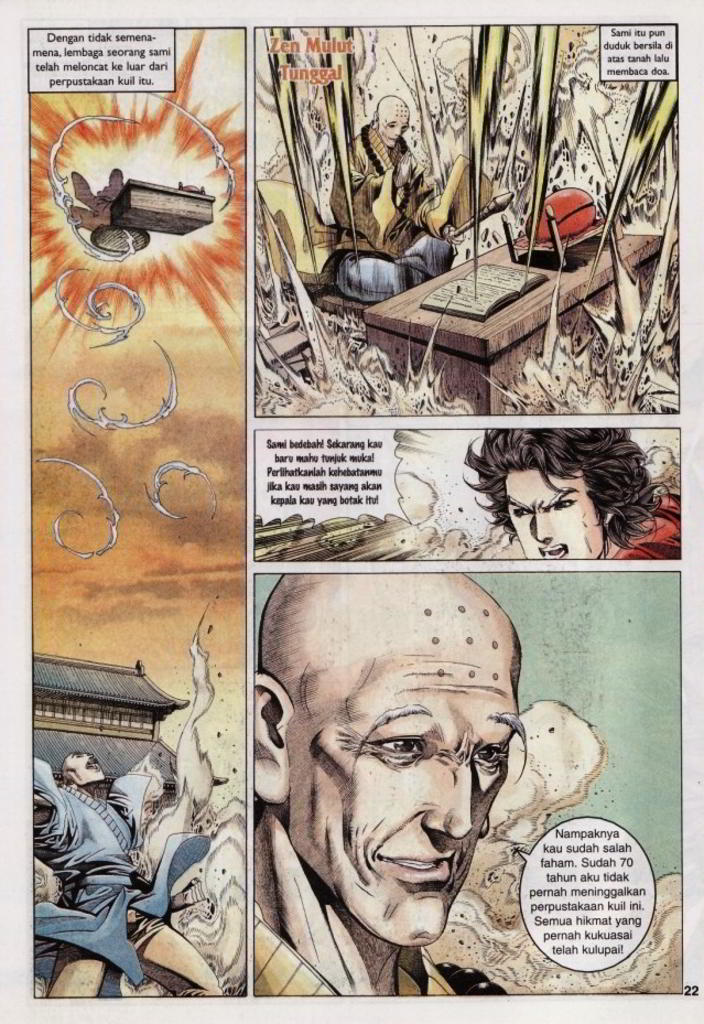 Dengan tidak semena-
mena, lembaga seorang sami
telah meloncat ke luar dari
perpustakaan kuil itu.
Zen Mulut
Tunggal
Sami itu pun
duduk bersila di
atas tanah lalu
membaca doa.
Sami bedebah! Sekarang kau
baru mahu tunjuk muka!
Perlihatkanlah kehebatanmu
jika kau masih sayang akan
kepala kau yang botak itu!
Nampaknya
kau sudah salah
faham. Sudah 70
tahun aku tidak
pernah meninggalkan
perpustakaan kuil ini.
Semua hikmat yang
pernah kukuasai
telah kulupai!
22